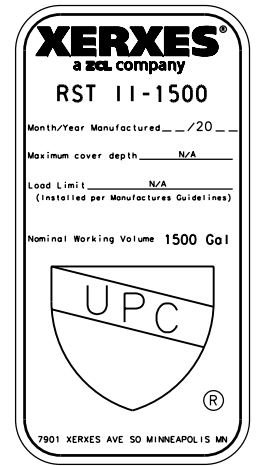 XERXES®
a ZCL company
RST II-1500
Month/Year Manufactured__/20__
Maximum cover depth N/A
Load Limit N/A
(Installed per Manufactures Guidelines)
Nominal Working Volume 1500 Gal
UPC
®
7901 XERXES AVE SO MINNEAPOLIS MN